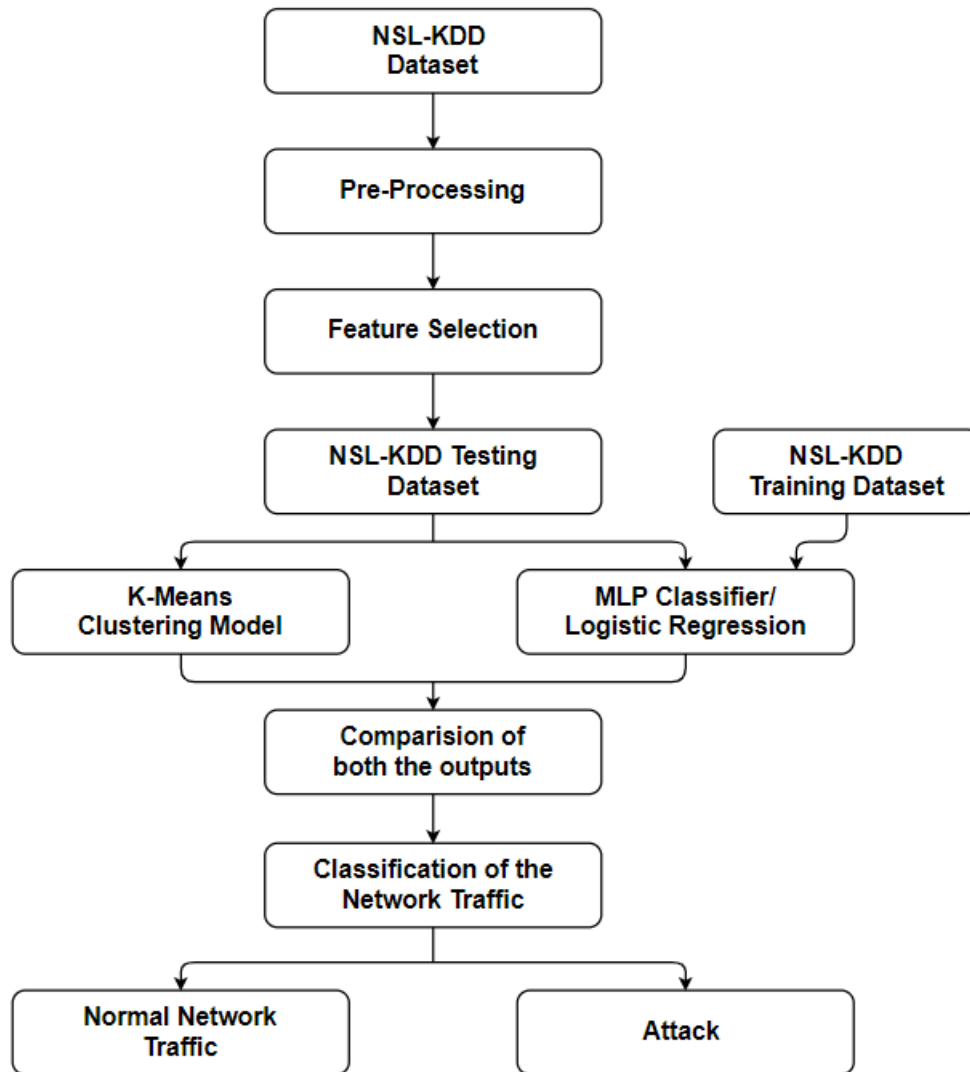 NSL-KDD
Dataset
Pre-Processing
Feature Selection
NSL-KDD Testing
Dataset
NSL-KDD
Training Dataset
K-Means
Clustering Model
MLP Classifier/
Logistic Regression
Comparision of
both the outputs
Classification of the
Network Traffic
Normal Network
Traffic
Attack